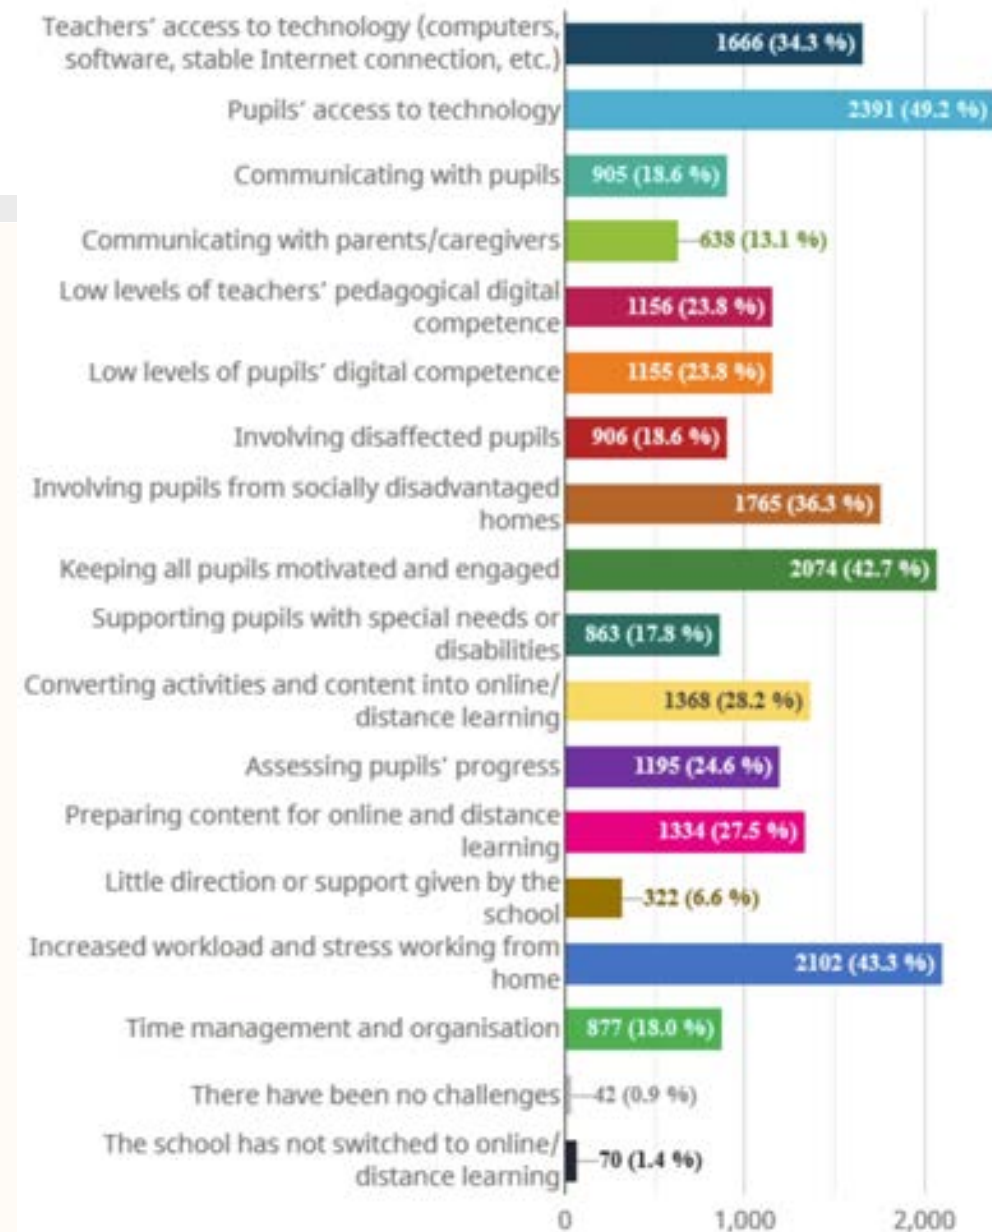 Teachers' access to technology (computers,
software, stable Internet connection, etc.)
1666 (34.3 %)
Pupils' access to technology
2391 (49.2 %)
Communicating with pupils
905 (18.6 %)
Communicating with parents/caregivers
638 (13.1 %)
Low levels of teachers' pedagogical digital
competence
1156 (23.8 %)
Low levels of pupils' digital competence
1155 (23.8 %)
Involving disaffected pupils
906 (18.6 %)
Involving pupils from socially disadvantaged
homes
1765 (36.3 %)
Keeping all pupils motivated and engaged
2074 (42.7 %)
Supporting pupils with special needs or
disabilities
863 (17.8 %)
Converting activities and content into online/
distance learning
1368 (28.2 %)
Assessing pupils' progress
1195 (24.6 %)
Preparing content for online and distance
learning
1334 (27.5 %)
Little direction or support given by the
school
322 (6.6 %)
Increased workload and stress working from
home
2102 (43.3 %)
Time management and organisation
877 (18.0 %)
There have been no challenges
42 (0.9 %)
The school has not switched to online/
distance learning
70 (1.4 %)
0 1,000 2,000